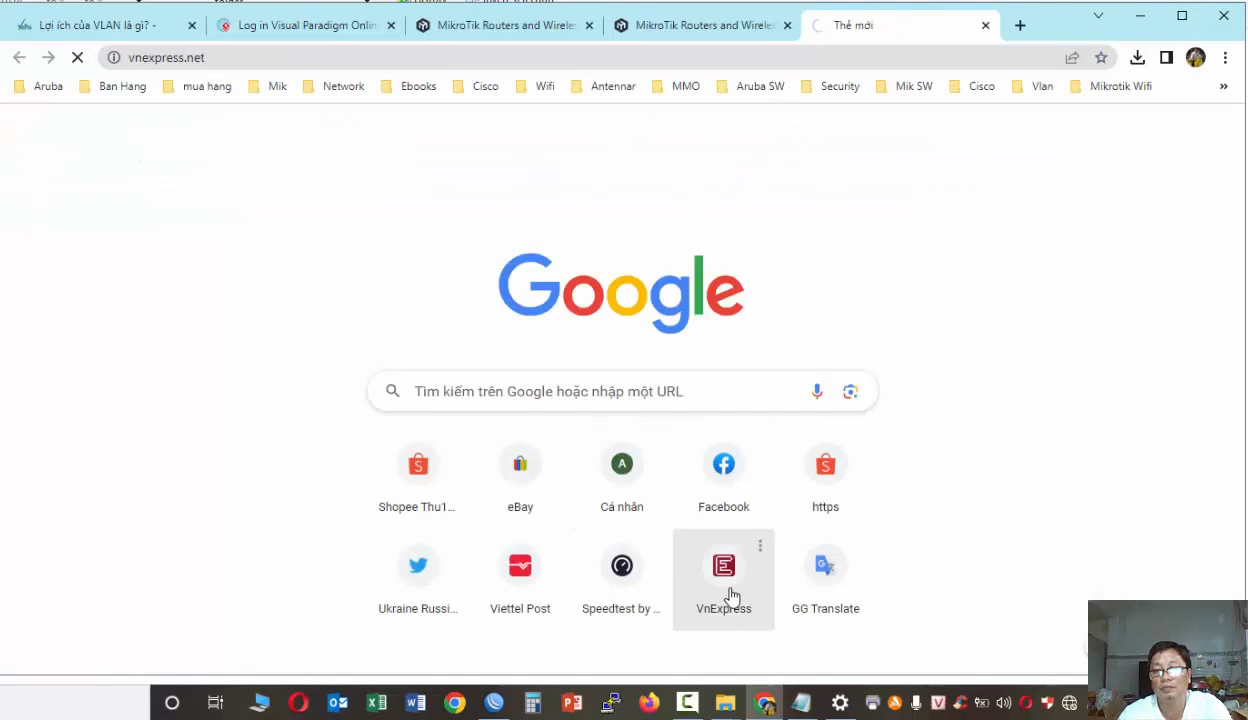 Lợi ích của VLAN là gì? -
Log in Visual Paradigm Onlin
MikroTik Routers and Wireles
MikroTik Routers and Wireles
Thẻ mới
vnexpress.net
Aruba
Ban Hang
mua hang
Mik
Network
Ebooks
Cisco
Wifi
Antennar
MMO
Aruba SW
Security
Mik SW
Cisco
Vlan
Mikrotik Wifi
»
Google
Tìm kiếm trên Google hoặc nhập một URL
Shopee Thu1...
eBay
Cá nhân
Facebook
https
Ukraine Russi...
Viettel Post
Speedtest by ...
VnExpress
GG Translate